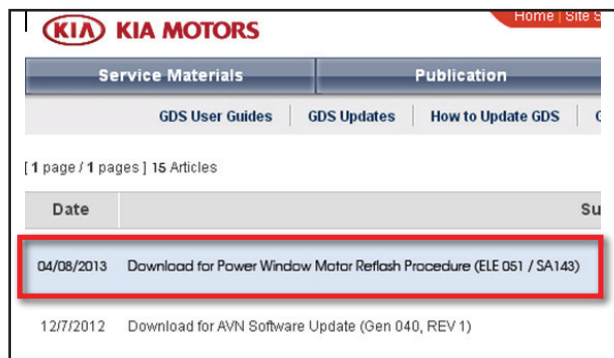 Home | Site
KIA KIA MOTORS
Service Materials Publication
GDS User Guides GDS Updates How to Update GDS
[ 1 page / 1 pages ] 15 Articles
Date
04/08/2013 Download for Power Window Motor Reflash Procedure (ELE 051 / SA143)
12/7/2012 Download for AVN Software Update (Gen 040, REV 1)